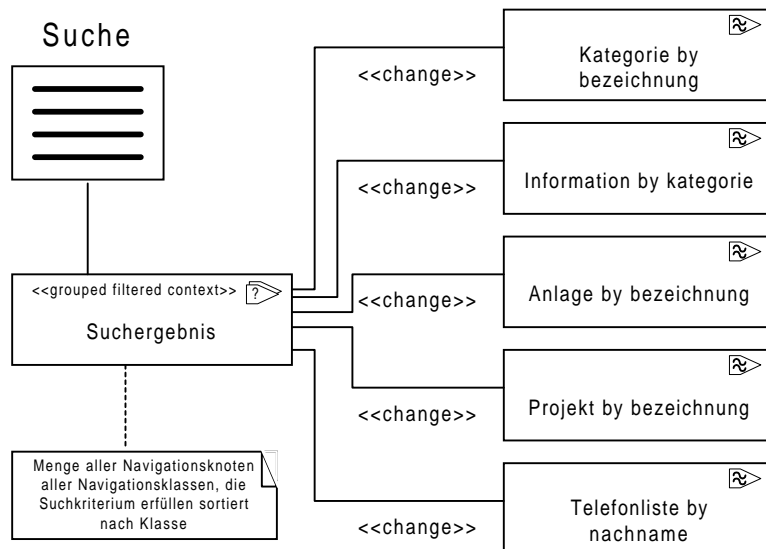 Suche
<<change>>
Kategorie by
bezeichnung
<<change>>
Information by kategorie
<<grouped filtered context>> ?
Suchergebnis
<<change>>
Anlage by bezeichnung
<<change>>
Projekt by bezeichnung
Menge aller Navigationsknoten
aller Navigationsklassen, die
Suchkriterium erfüllen sortiert
nach Klasse
<<change>>
Telefonliste by
nachname